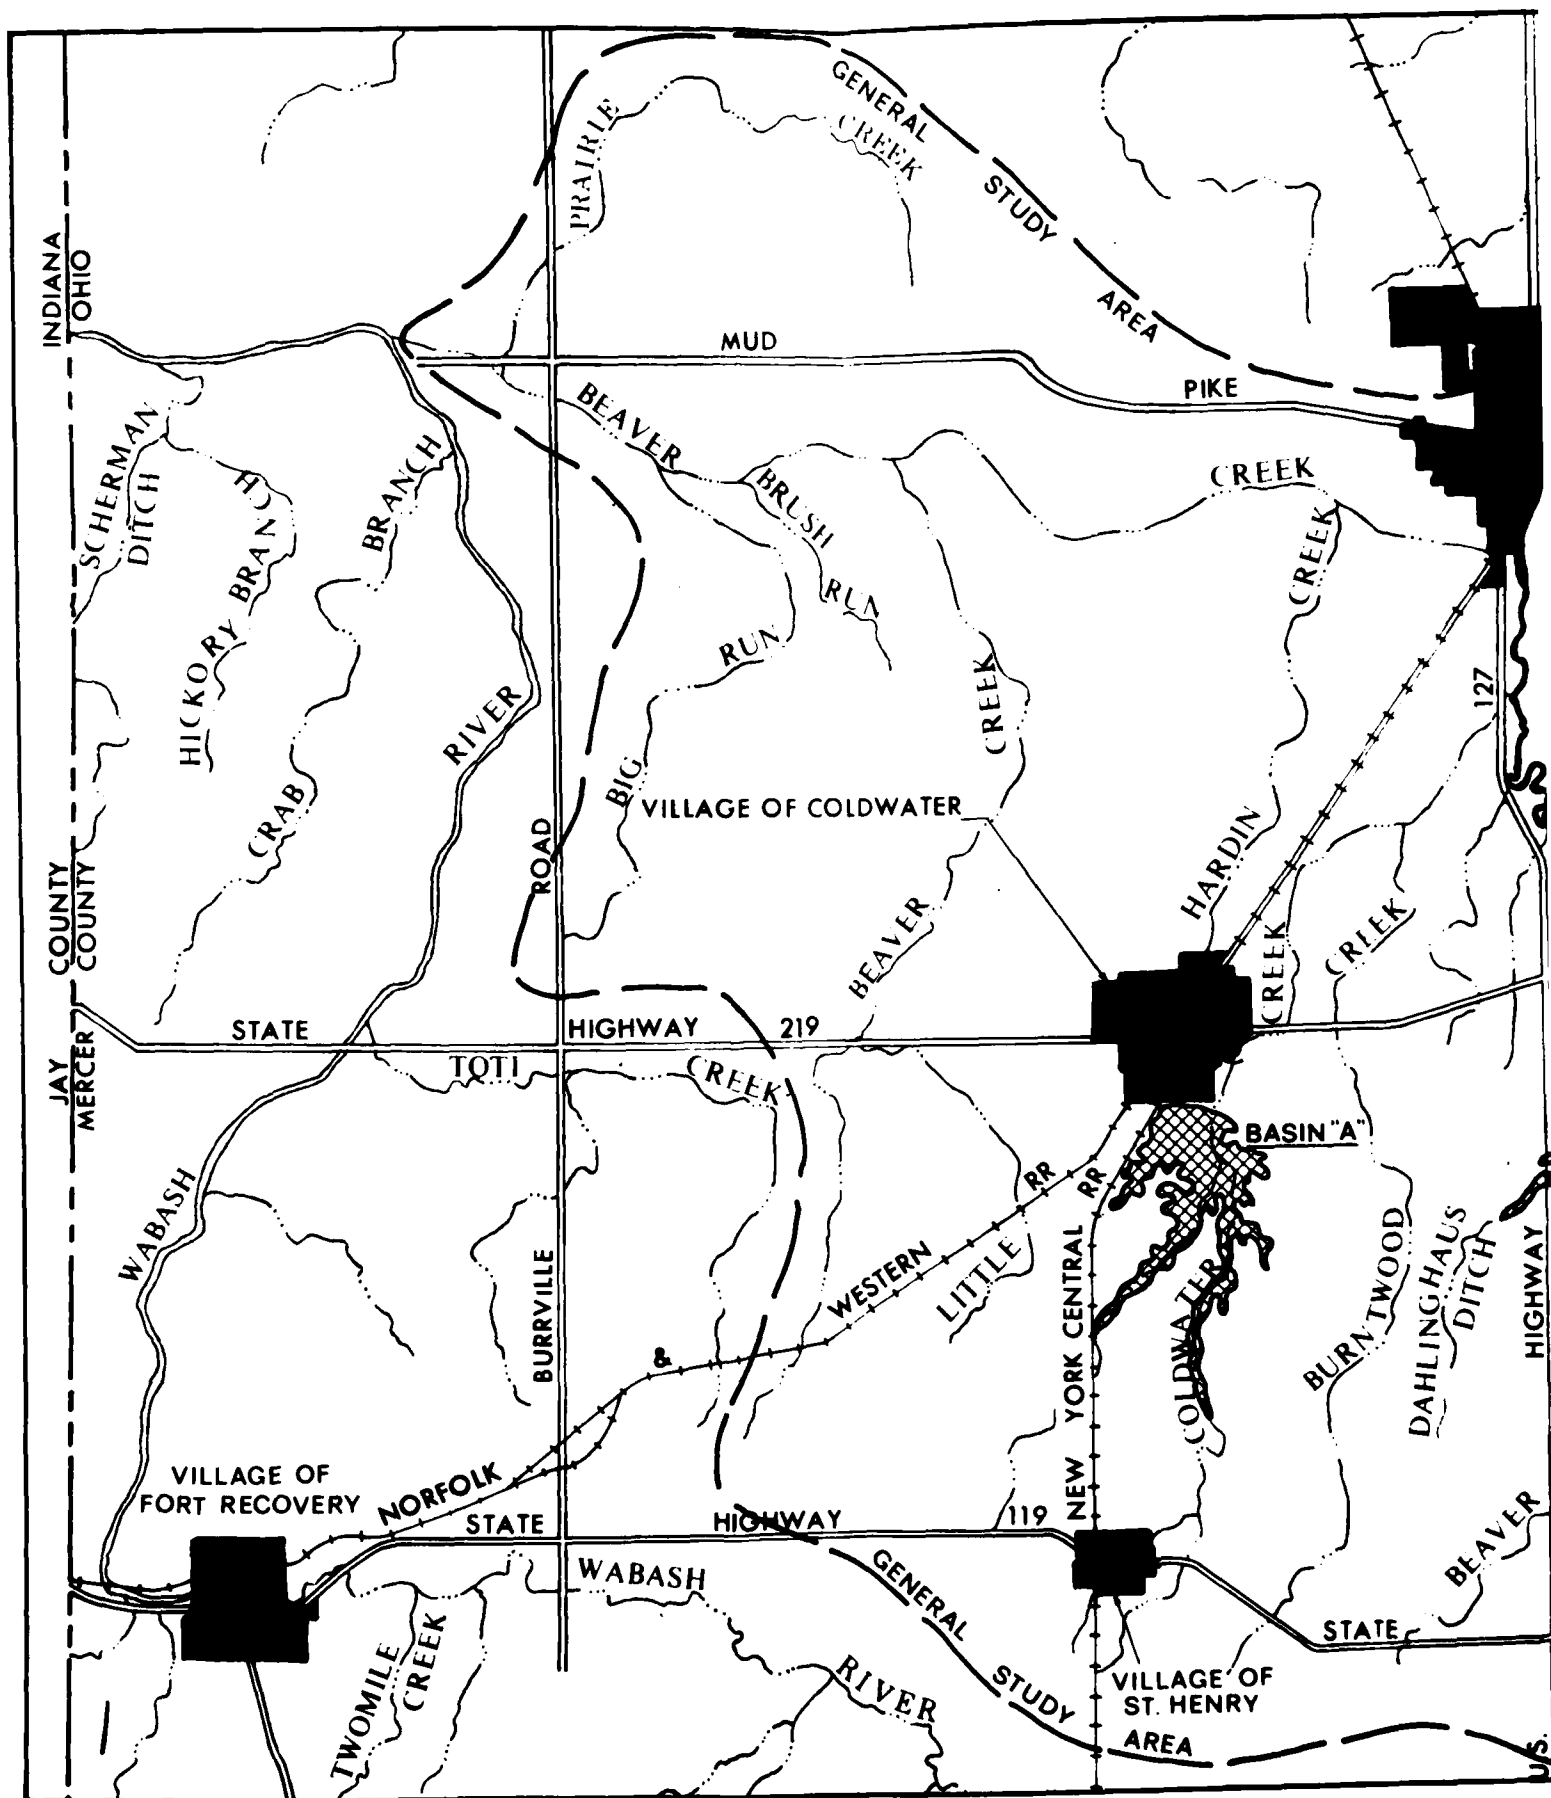 GENERAL
STUDY
AREA
PRAIRIE
CREEK
INDIANA
OHIO
MUD
PIKE
BEAVER
CREEK
SCHERMAN
DITCH
HICKORY BRANCH
BRANCH
CRAB
BRUSH
RUN
RUN
BIG
CREEK
CREEK
HARDIN
127
RIVER
ROAD
VILLAGE OF COLDWATER
BEAVER
CREEK
CREEK
JAY COUNTY
MERCER COUNTY
STATE
HIGHWAY
219
TOTI
CREEK
BASIN "A"
WABASH
BURRVILLE
RR
RR
WESTERN
&
NORFOLK
LITTLE
NEW YORK CENTRAL
COLDWATER
BURNTWOOD
DAHLINGHAUS
DITCH
HIGHWAY
VILLAGE OF
FORT RECOVERY
STATE
HIGHWAY
119
WABASH
RIVER
TWOMILE
CREEK
GENERAL
STUDY
AREA
BEAVER
STATE
VILLAGE OF
ST. HENRY
U.S.